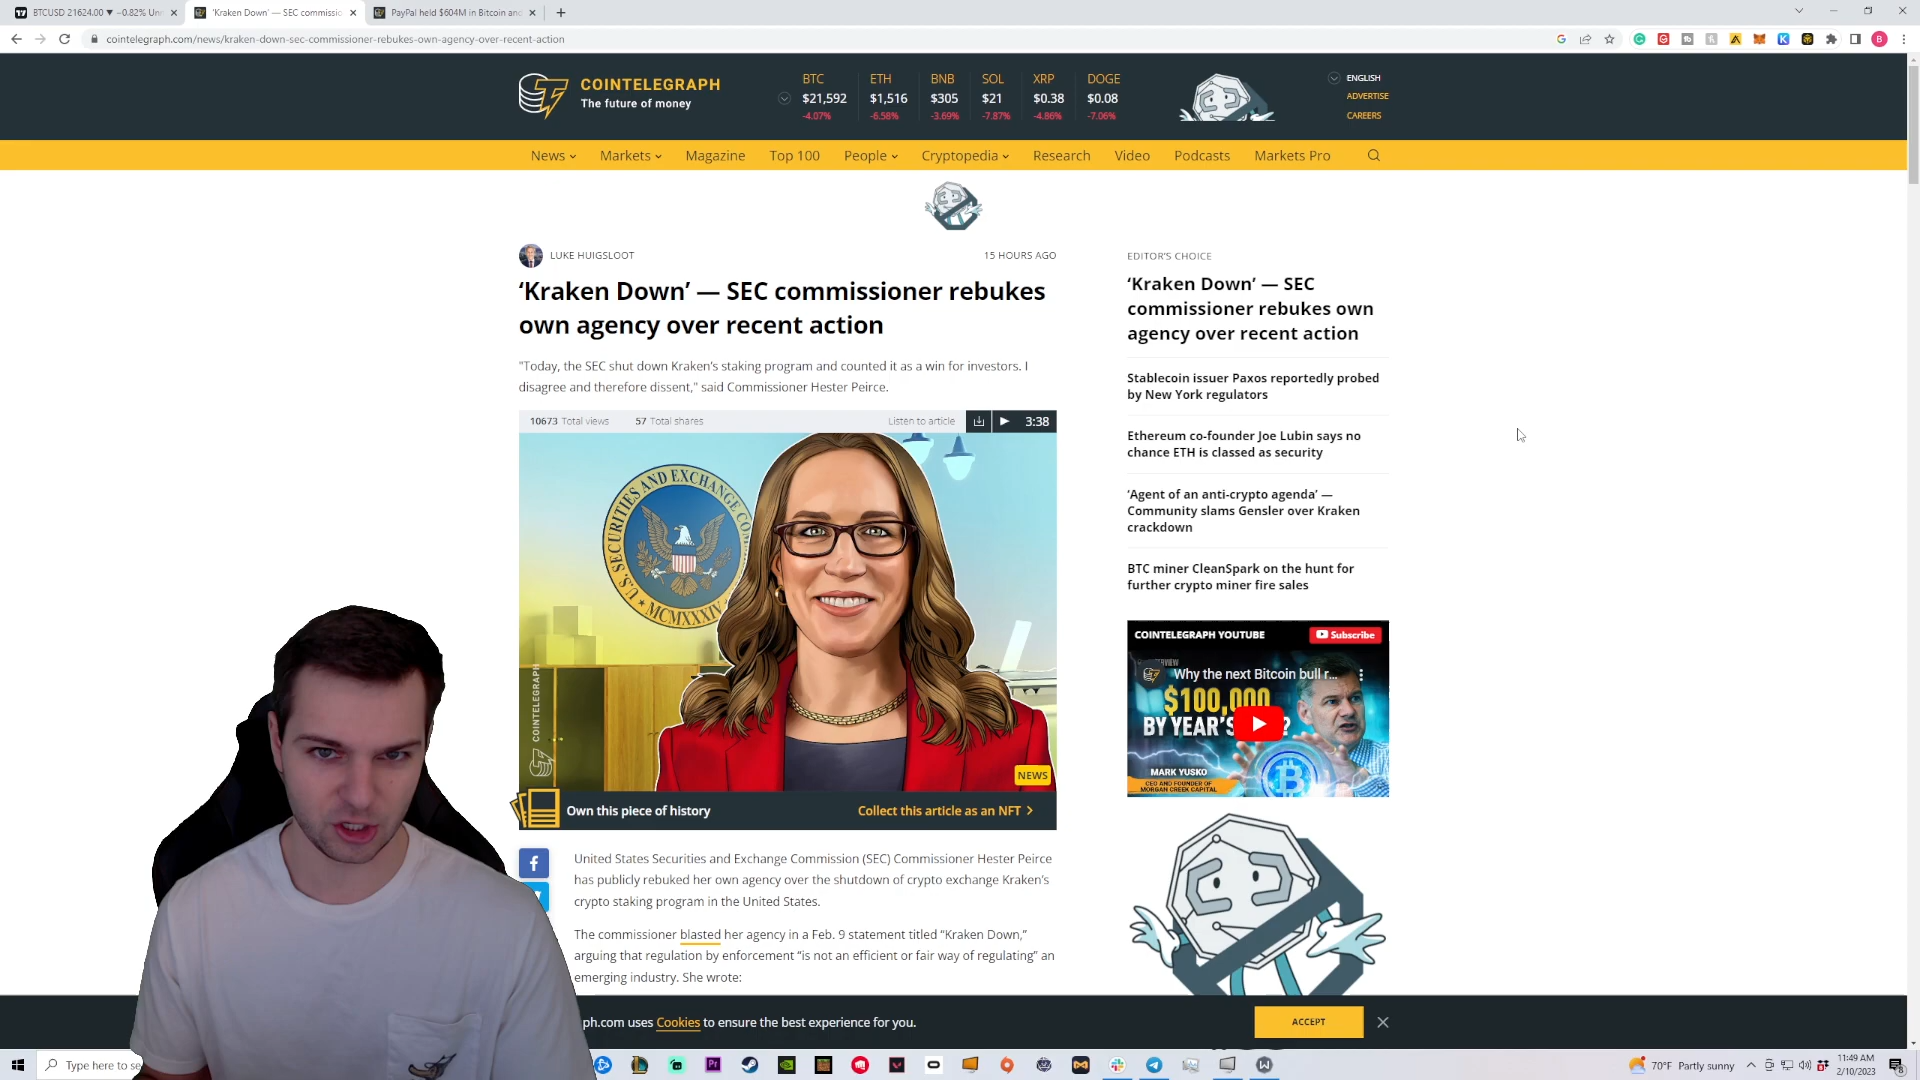 BTCUSD 21624.00 ▼ −0.82% Un
'Kraken Down' — SEC commissio
PayPal held $604M in Bitcoin and
cointelegraph.com/news/kraken-down-sec-commissioner-rebukes-own-agency-over-recent-action
COINTELEGRAPH
The future of money
BTC ETH BNB SOL XRP DOGE
$21,592 $1,516 $305 $21 $0.38 $0.08
-4.07% -6.58% -3.69% -7.87% -4.86% -7.06%
ENGLISH
ADVERTISE
CAREERS
News Markets Magazine Top 100 People Cryptopedia Research Video Podcasts Markets Pro
LUKE HUIGSLOOT 15 HOURS AGO
‘Kraken Down’ — SEC commissioner rebukes
own agency over recent action
"Today, the SEC shut down Kraken’s staking program and counted it as a win for investors. I
disagree and therefore dissent," said Commissioner Hester Peirce.
10673 Total views 57 Total shares Listen to article 3:38
U.S. SECURITIES AND EXCHANGE COM
MCMXXXIV
COINTELEGRAPH
NEWS
Own this piece of history Collect this article as an NFT
United States Securities and Exchange Commission (SEC) Commissioner Hester Peirce
has publicly rebuked her own agency over the shutdown of crypto exchange Kraken’s
crypto staking program in the United States.
The commissioner blasted her agency in a Feb. 9 statement titled “Kraken Down,”
arguing that regulation by enforcement “is not an efficient or fair way of regulating” an
emerging industry. She wrote:
EDITOR’S CHOICE
‘Kraken Down’ — SEC
commissioner rebukes own
agency over recent action
Stablecoin issuer Paxos reportedly probed
by New York regulators
Ethereum co-founder Joe Lubin says no
chance ETH is classed as security
‘Agent of an anti-crypto agenda’ —
Community slams Gensler over Kraken
crackdown
BTC miner CleanSpark on the hunt for
further crypto miner fire sales
COINTELEGRAPH YOUTUBE Subscribe
Why the next Bitcoin bull r...
$100,000
BY YEAR'S ?
MARK YUSKO
CEO AND FOUNDER OF
MORGAN CREEK CAPITAL
ph.com uses Cookies to ensure the best experience for you.
ACCEPT
Type here to se
70°F Partly sunny
11:49 AM
2/10/2023